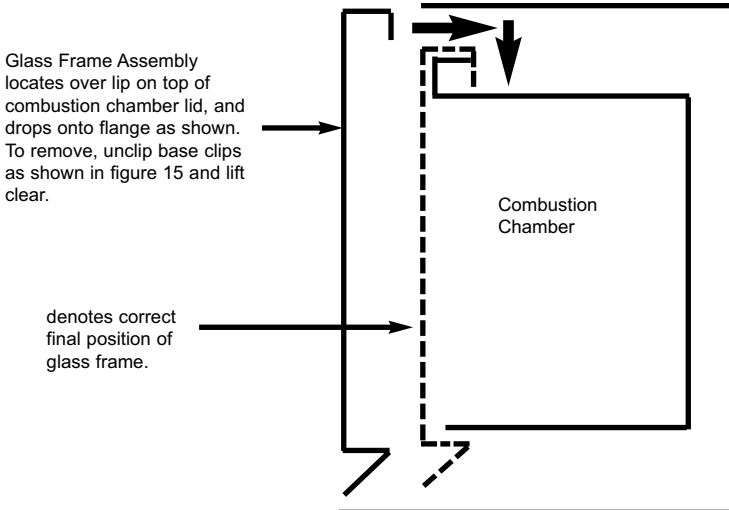 Glass Frame Assembly
locates over lip on top of
combustion chamber lid, and
drops onto flange as shown.
To remove, unclip base clips
as shown in figure 15 and lift
clear.
Combustion
Chamber
denotes correct
final position of
glass frame.